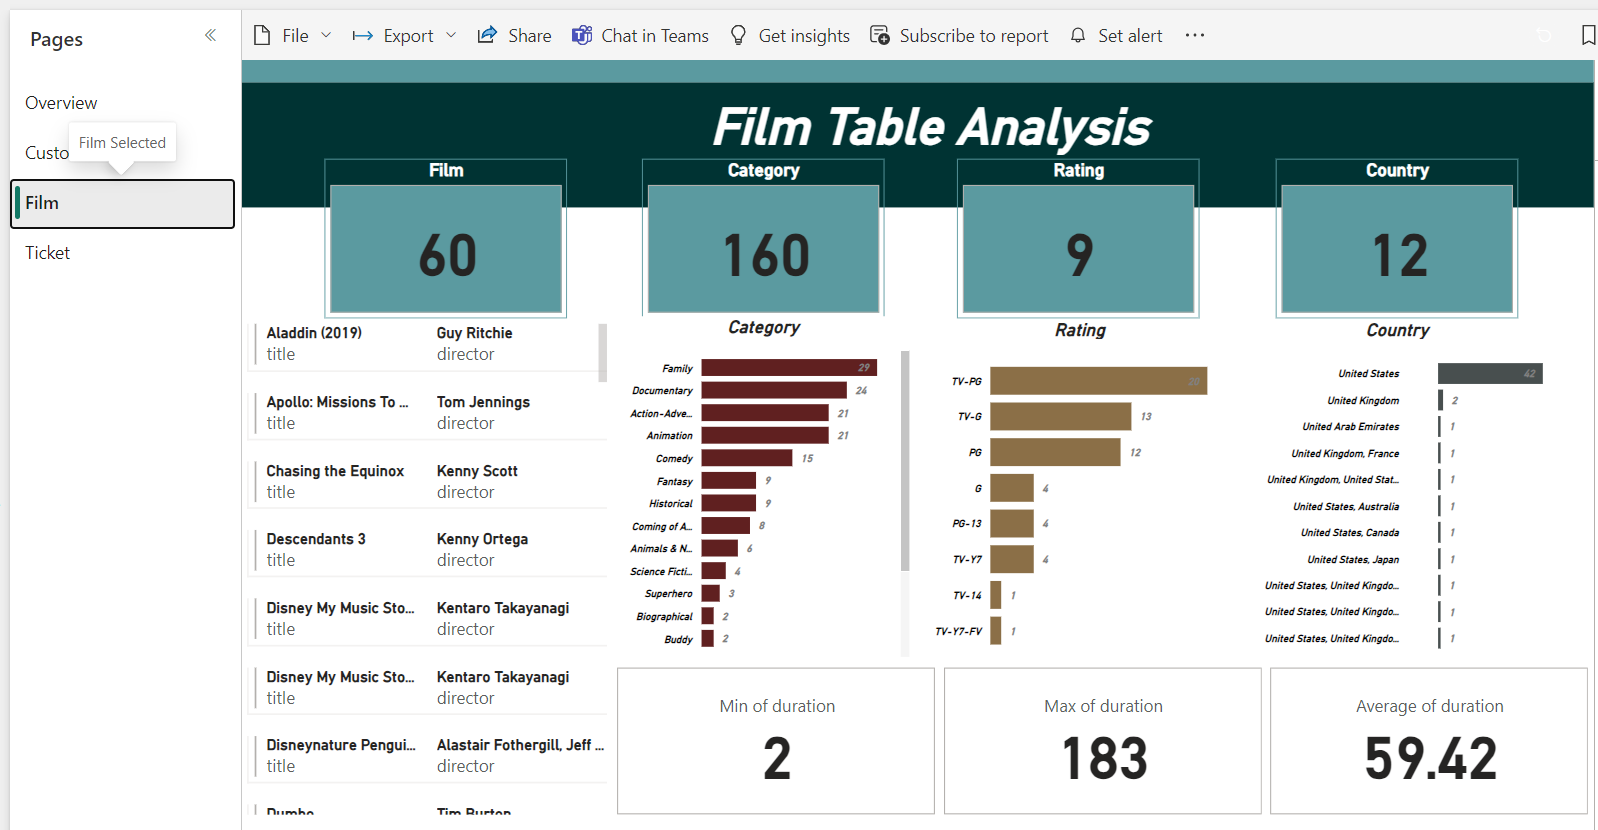 Pages
File
Export
Share
Chat in Teams
Get insights
Subscribe to report
Set alert
Overview
Custo
Film Selected
Film
Ticket
Film Table Analysis
Film
60
Category
160
Rating
9
Country
12
Aladdin (2019) Guy Ritchie
title director
Apollo: Missions To ... Tom Jennings
title director
Chasing the Equinox Kenny Scott
title director
Descendants 3 Kenny Ortega
title director
Disney My Music Sto... Kentaro Takayanagi
title director
Disney My Music Sto... Kentaro Takayanagi
title director
Disneynature Pengui... Alastair Fothergill, Jeff ...
title director
Dumbo Tim Burton
Category
Family 29
Documentary 24
Action-Adve... 21
Animation 21
Comedy 15
Fantasy 9
Historical 9
Coming of A... 8
Animals & N... 6
Science Ficti... 4
Superhero 3
Biographical 2
Buddy 2
Rating
TV-PG 20
TV-G 13
PG 12
G 4
PG-13 4
TV-Y7 4
TV-14 1
TV-Y7-FV 1
Country
United States 42
United Kingdom 2
United Arab Emirates 1
United Kingdom, France 1
United Kingdom, United Stat... 1
United States, Australia 1
United States, Canada 1
United States, Japan 1
United States, United Kingdo... 1
United States, United Kingdo... 1
United States, United Kingdo... 1
Min of duration
2
Max of duration
183
Average of duration
59.42